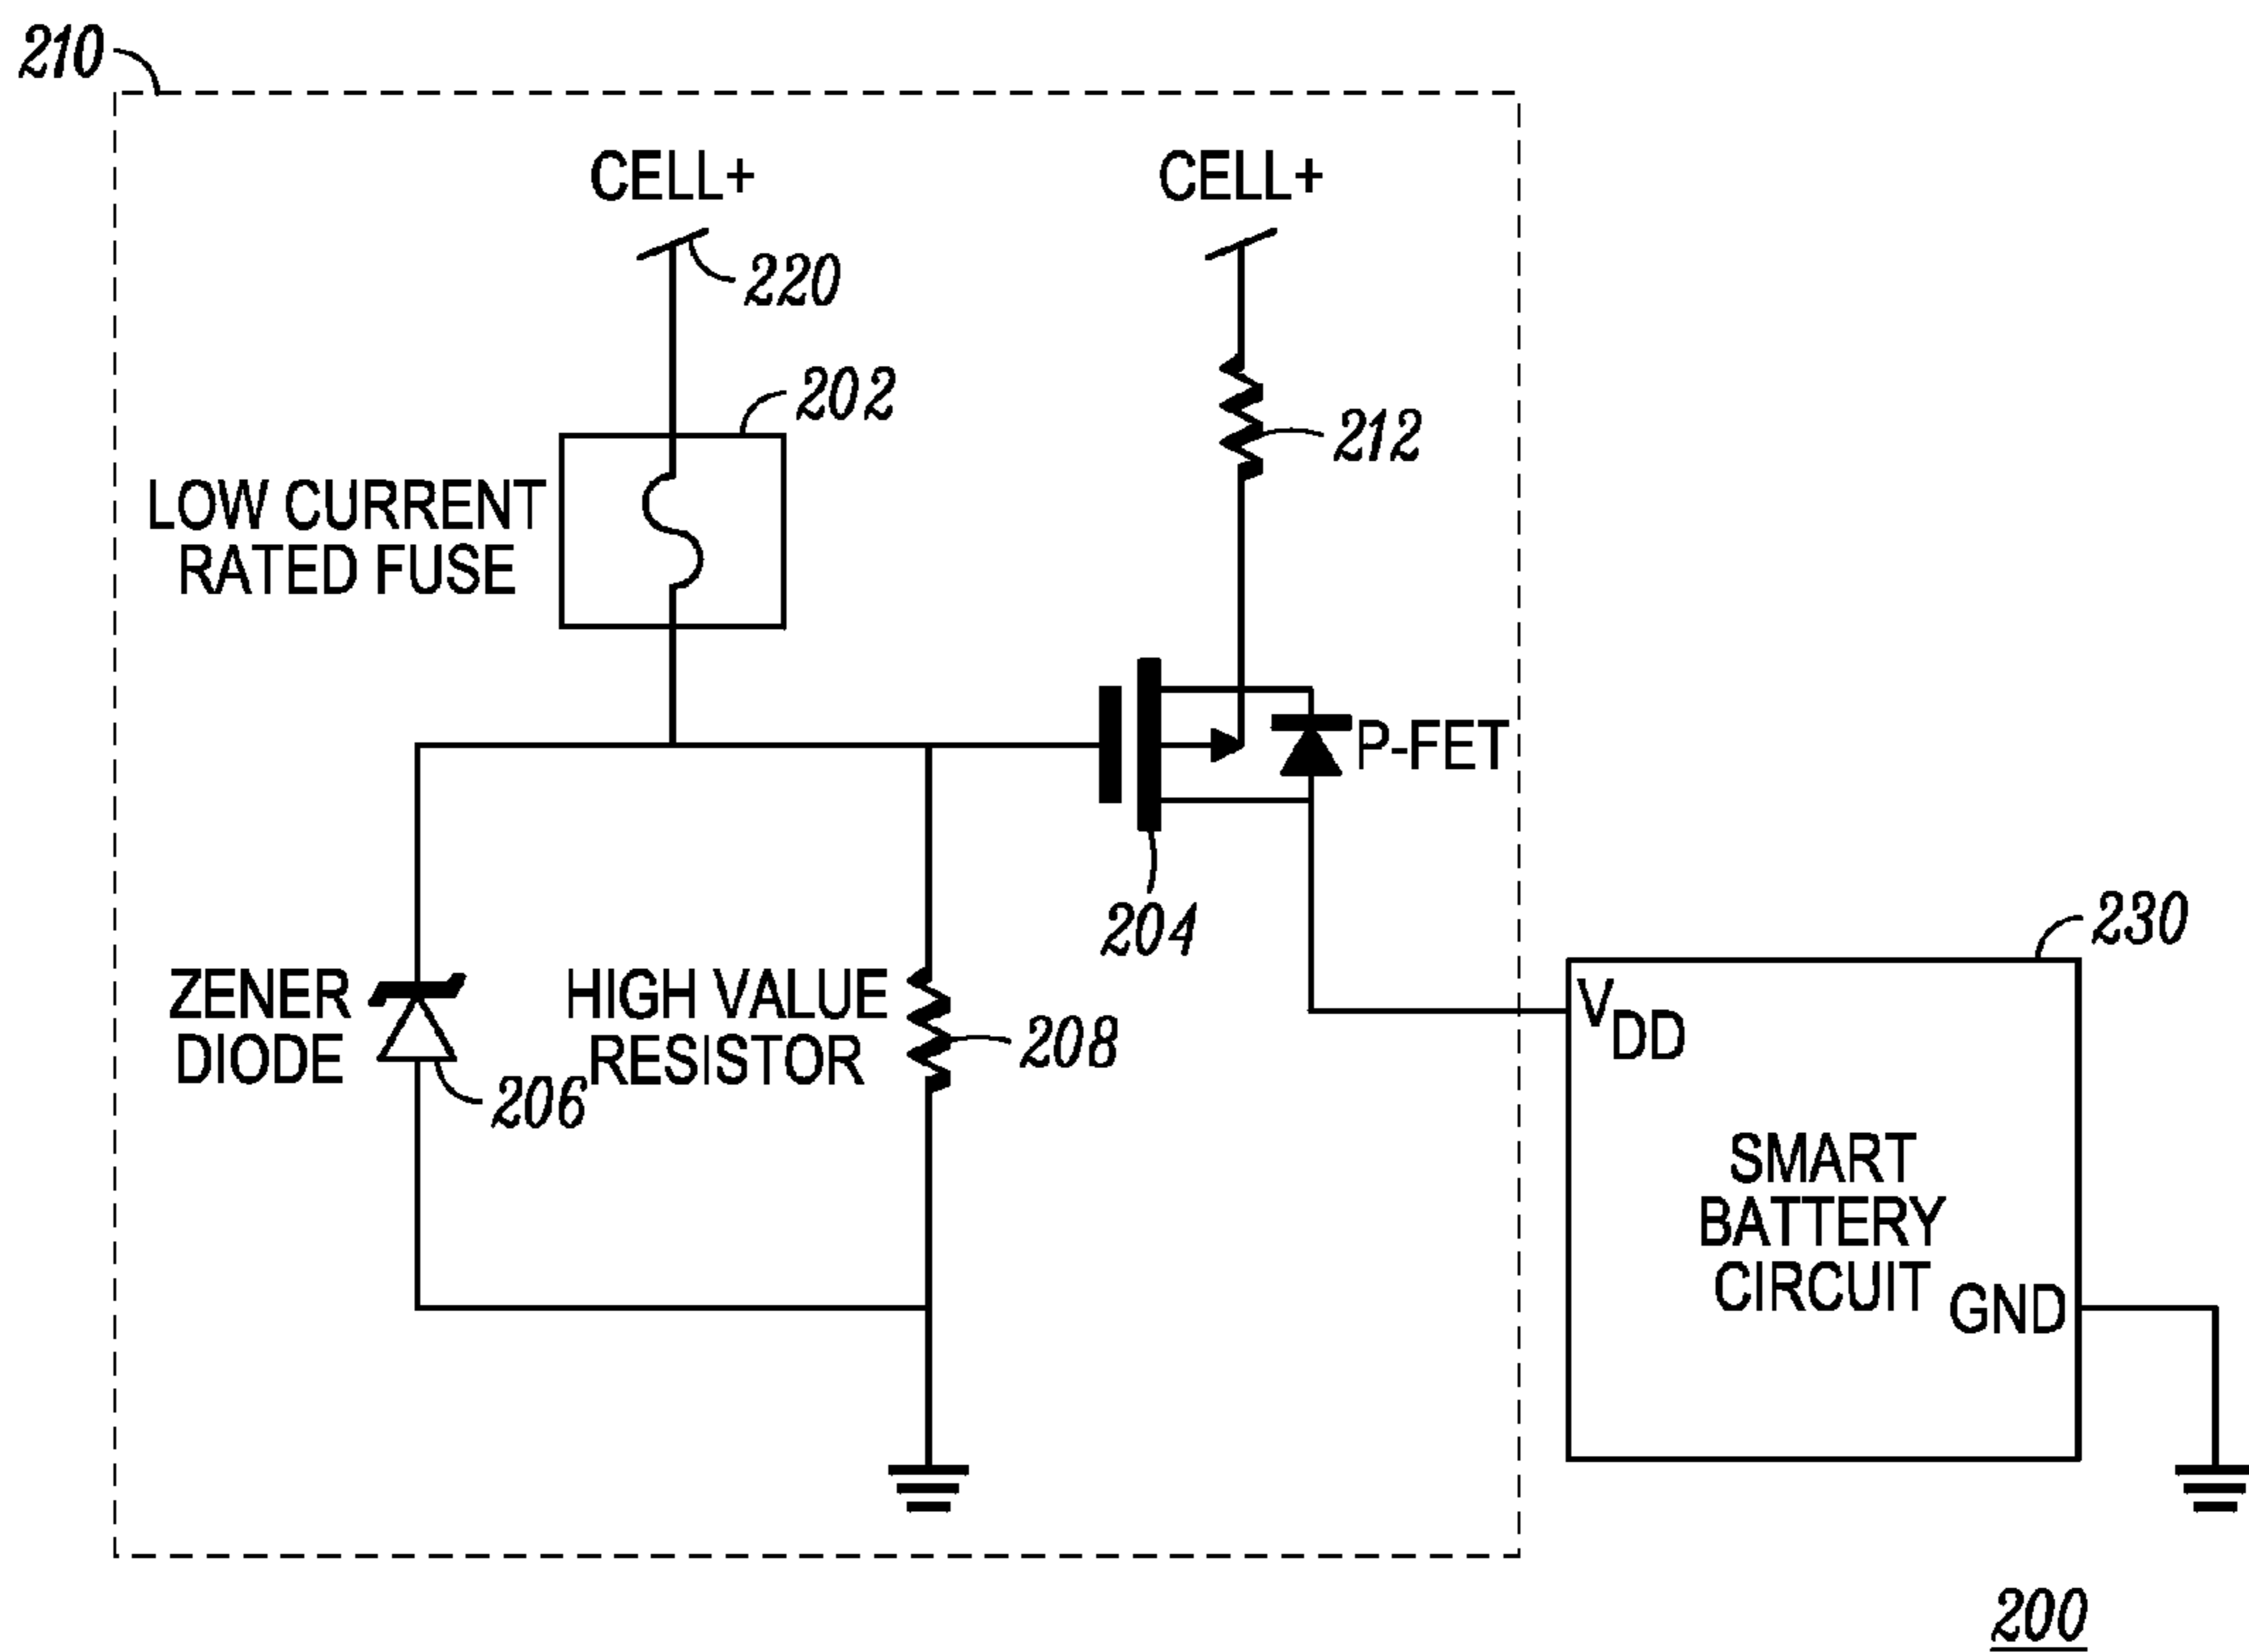 210
CELL+
CELL+
220
202
212
LOW CURRENT
RATED FUSE
P-FET
204
230
ZENER
DIODE
206
HIGH VALUE
RESISTOR
208
VDD
SMART
BATTERY
CIRCUIT
GND
200